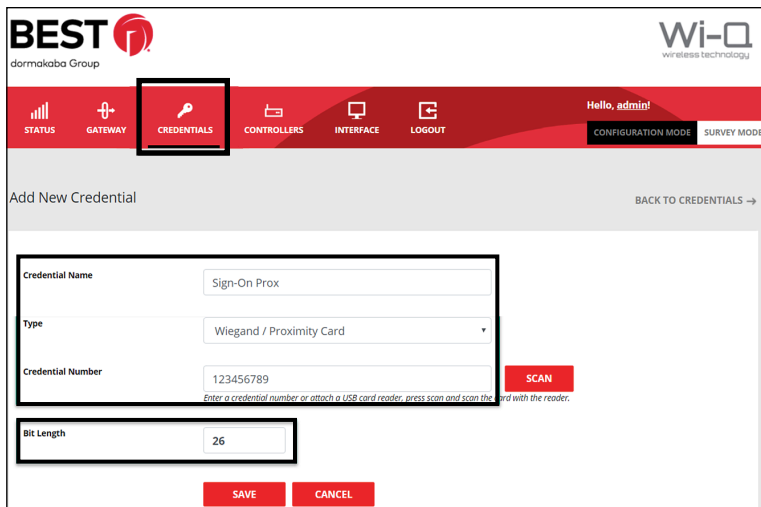 BEST
dormakaba Group
Wi-Q
wireless technology
STATUS
GATEWAY
CREDENTIALS
CONTROLLERS
INTERFACE
LOGOUT
Hello, admin!
CONFIGURATION MODE
SURVEY MODE
Add New Credential
BACK TO CREDENTIALS →
Credential Name
Sign-On Prox
Type
Wiegand / Proximity Card
Credential Number
123456789
SCAN
Enter a credential number or attach a USB card reader, press scan and scan the card with the reader.
Bit Length
26
SAVE
CANCEL